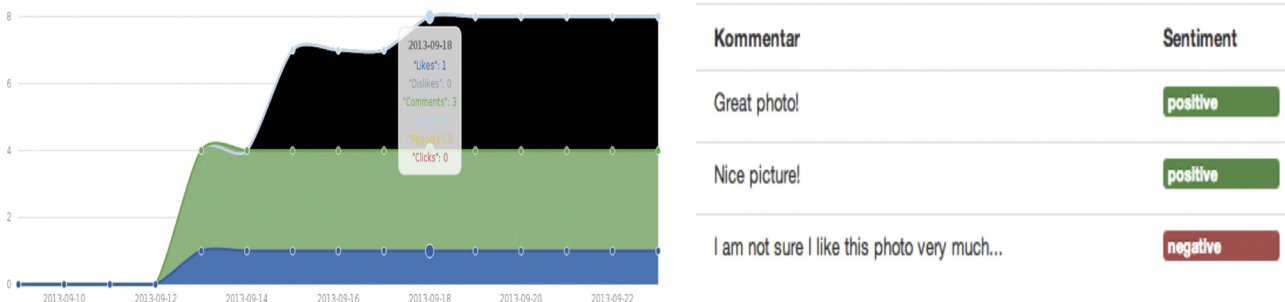 8
6
4
2
0
2013-09-10
2013-09-12
2013-09-14
2013-09-16
2013-09-18
2013-09-20
2013-09-22
2013-09-18
"Likes": 1
"Dislikes": 0
"Comments": 3
"Reposts": 0
"Clicks": 0
Kommentar Sentiment
Great photo! positive
Nice picture! positive
I am not sure I like this photo very much... negative